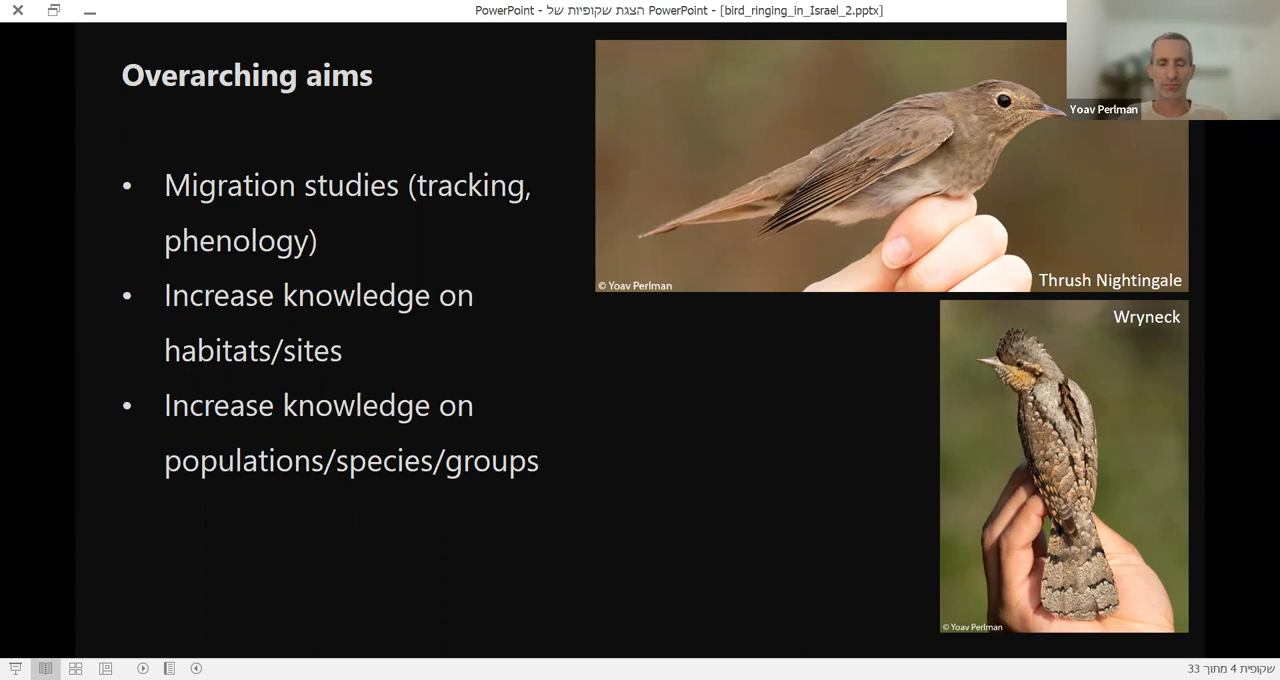 PowerPoint - הצגת שקופיות של PowerPoint - [bird_ringing_in_Israel_2.pptx]
Yoav Perlman
Overarching aims
• Migration studies (tracking,
phenology)
• Increase knowledge on
habitats/sites
• Increase knowledge on
populations/species/groups
© Yoav Perlman
Thrush Nightingale
Wryneck
© Yoav Perlman
שקופית 4 מתוך 33